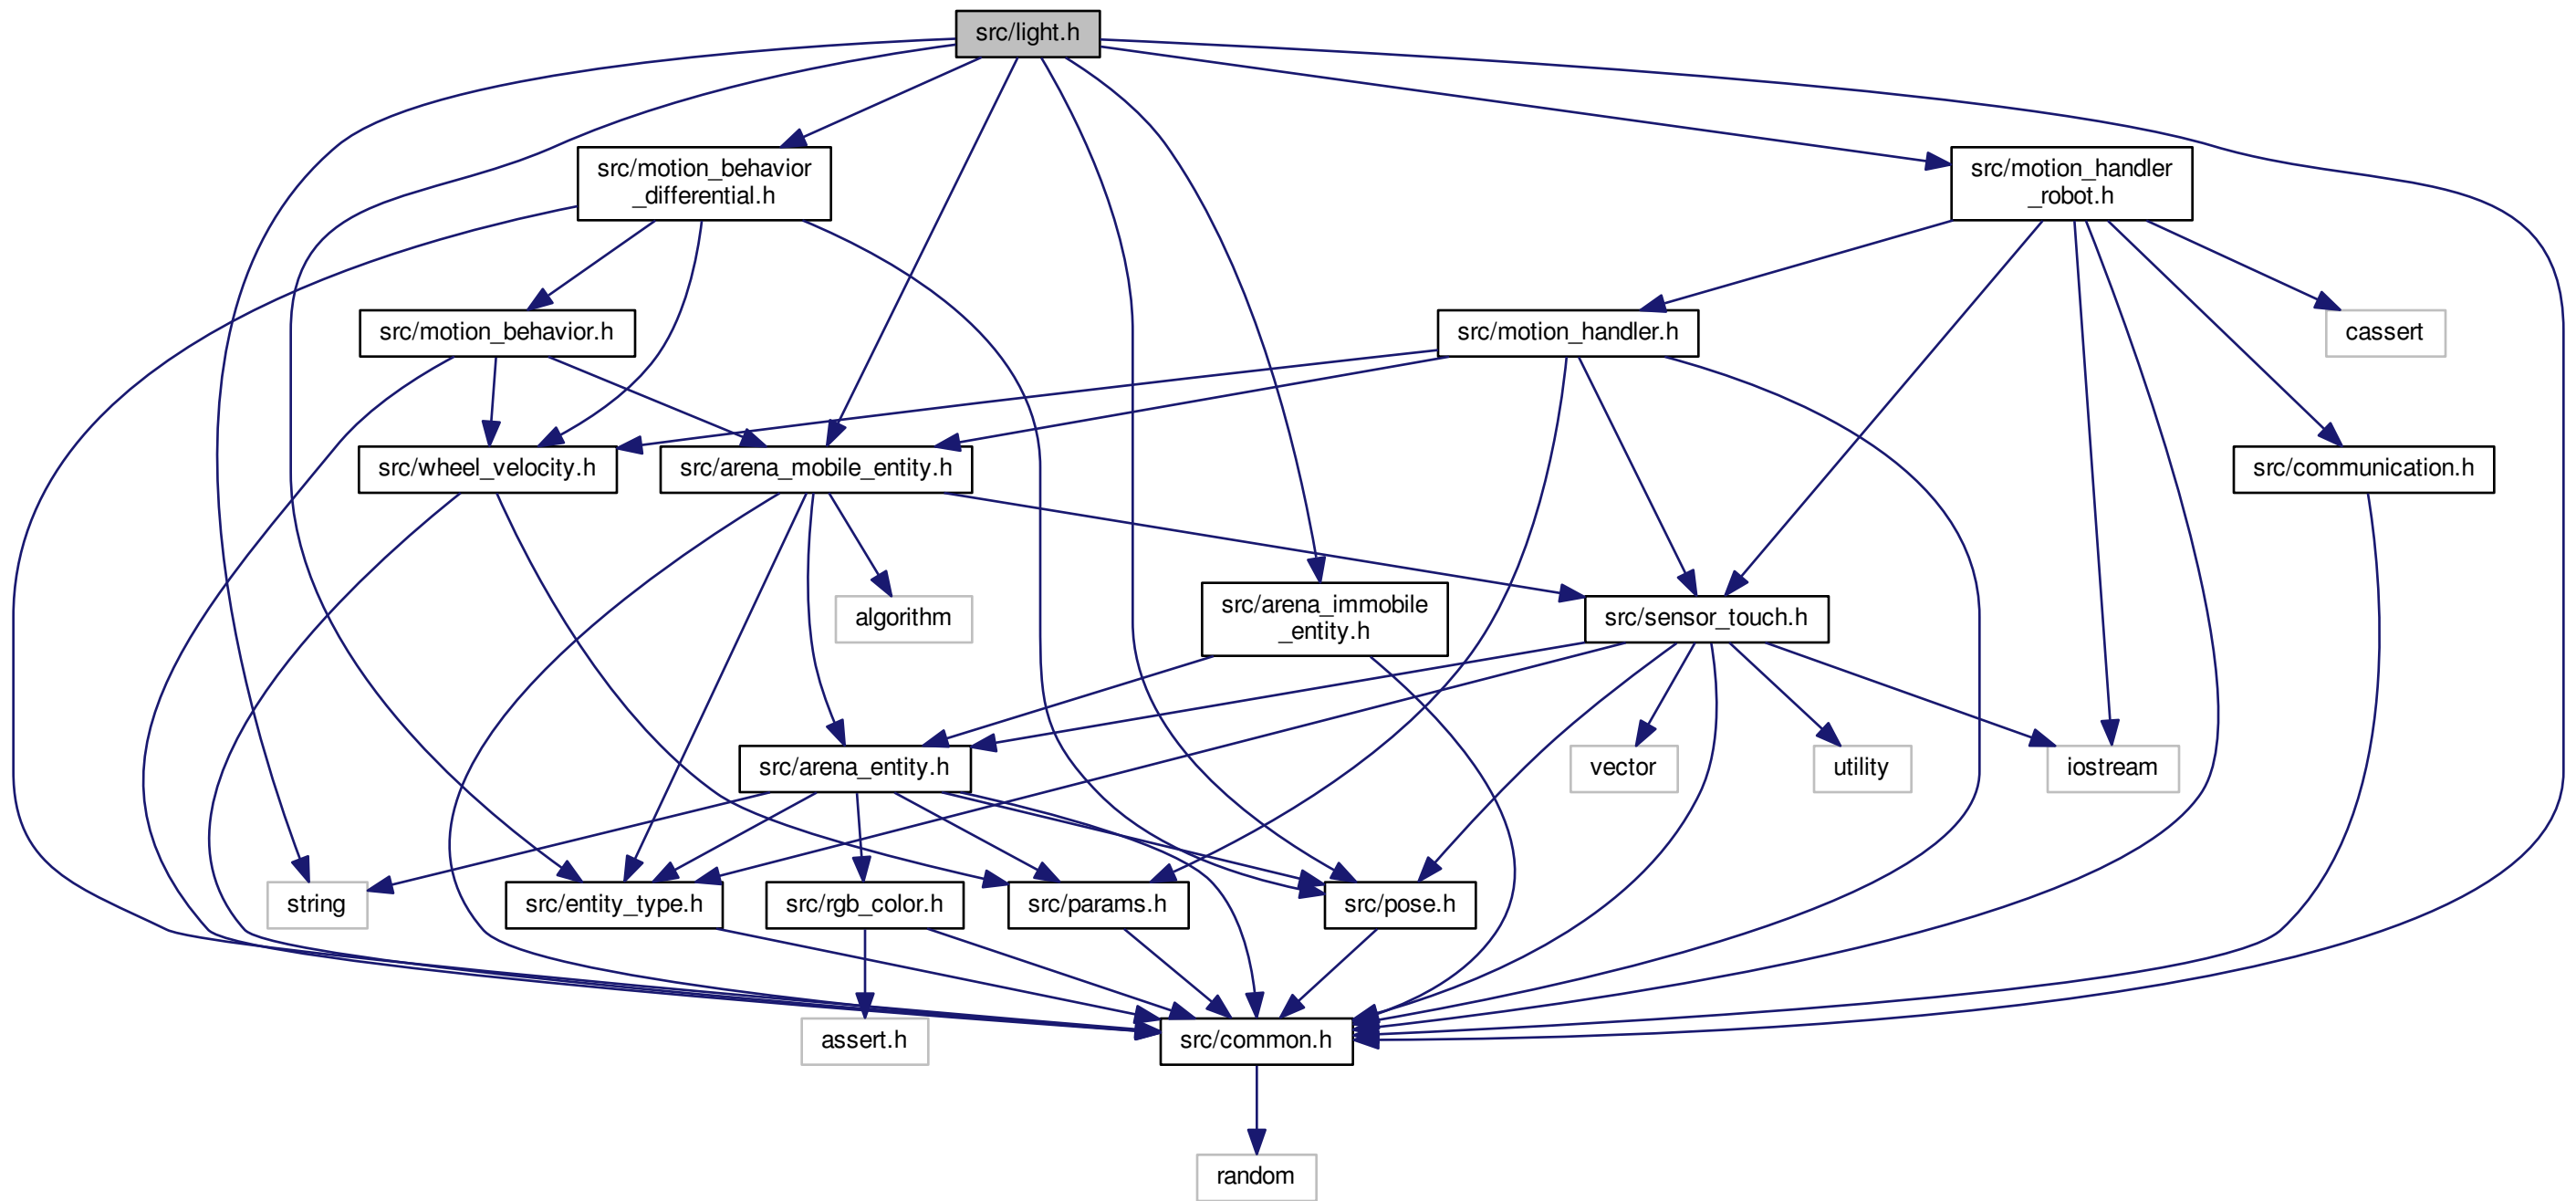 src/light.h
src/motion_behavior
_differential.h
src/motion_handler
_robot.h
src/motion_behavior.h
src/motion_handler.h
cassert
src/wheel_velocity.h
src/arena_mobile_entity.h
src/communication.h
algorithm
src/arena_immobile
_entity.h
src/sensor_touch.h
src/arena_entity.h
vector
utility
iostream
string
src/entity_type.h
src/rgb_color.h
src/params.h
src/pose.h
assert.h
src/common.h
random